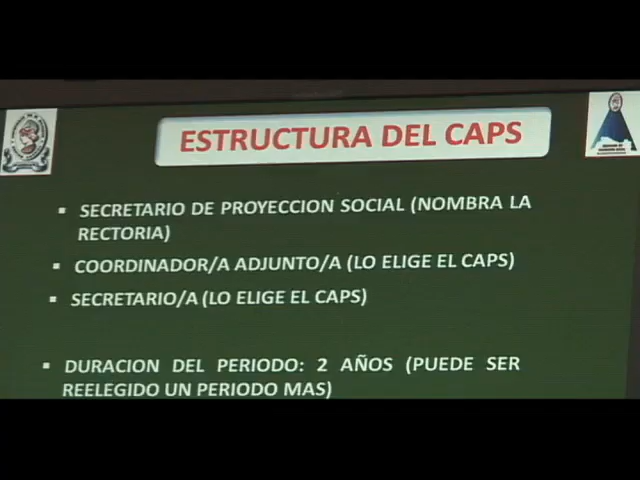 ESTRUCTURA DEL CAPS
▪ SECRETARIO DE PROYECCION SOCIAL (NOMBRA LA
RECTORIA)
▪ COORDINADOR/A ADJUNTO/A (LO ELIGE EL CAPS)
▪ SECRETARIO/A (LO ELIGE EL CAPS)
▪ DURACION DEL PERIODO: 2 AÑOS (PUEDE SER
REELEGIDO UN PERIODO MAS)